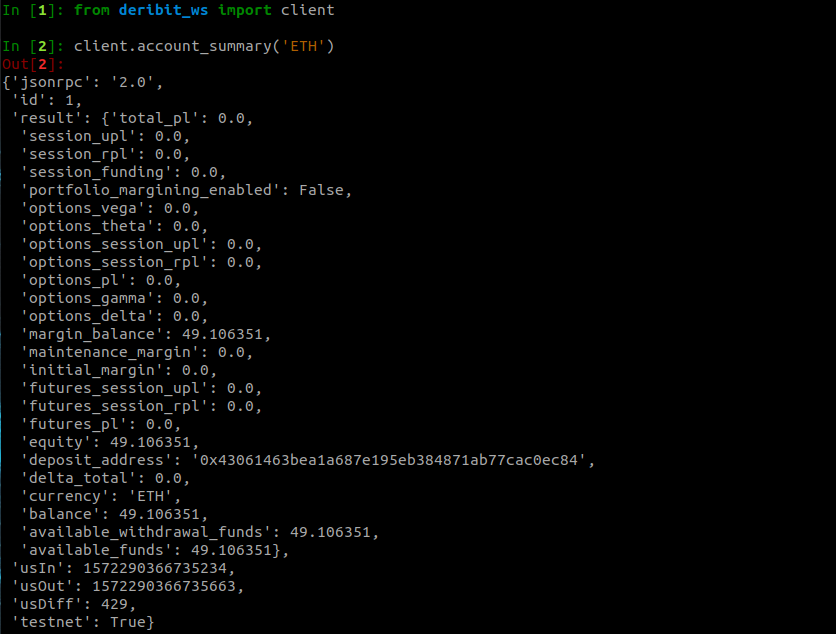 In [1]: from deribit_ws import client
In [2]: client.account_summary('ETH')
Out[2]:
{'jsonrpc': '2.0',
'id': 1,
'result': {'total_pl': 0.0,
'session_upl': 0.0,
'session_rpl': 0.0,
'session_funding': 0.0,
'portfolio_margining_enabled': False,
'options_vega': 0.0,
'options_theta': 0.0,
'options_session_upl': 0.0,
'options_session_rpl': 0.0,
'options_pl': 0.0,
'options_gamma': 0.0,
'options_delta': 0.0,
'margin_balance': 49.106351,
'maintenance_margin': 0.0,
'initial_margin': 0.0,
'futures_session_upl': 0.0,
'futures_session_rpl': 0.0,
'futures_pl': 0.0,
'equity': 49.106351,
'deposit_address': '0x43061463bea1a687e195eb384871ab77cac0ec84',
'delta_total': 0.0,
'currency': 'ETH',
'balance': 49.106351,
'available_withdrawal_funds': 49.106351,
'available_funds': 49.106351},
'usIn': 1572290366735234,
'usOut': 1572290366735663,
'usDiff': 429,
'testnet': True}